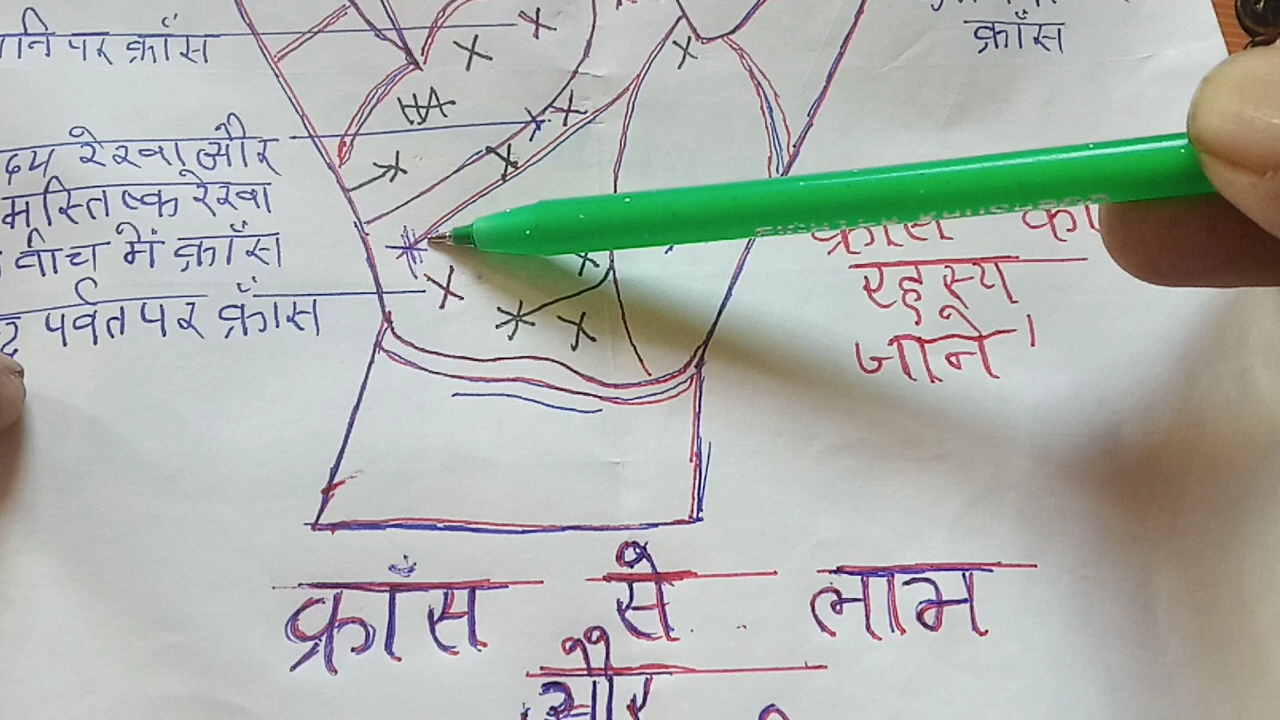 पर क्रॉस
रेखा और
मस्तिष्क रेखा
बीच में क्रॉस
पर्वत पर क्रॉस
क्रॉस
क्रॉस का
रहस्य
जाने'
क्रॉस से लाभ
और